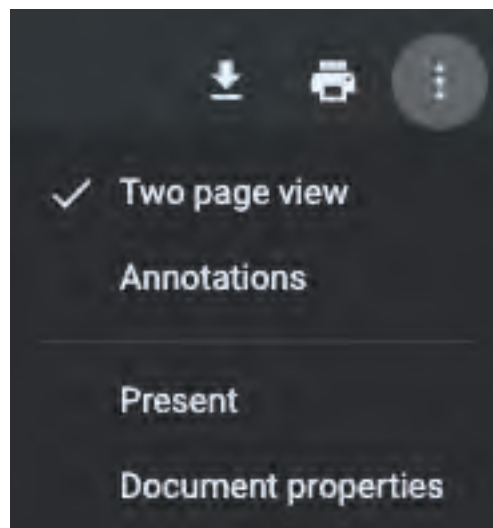 Two page view
Annotations
Present
Document properties